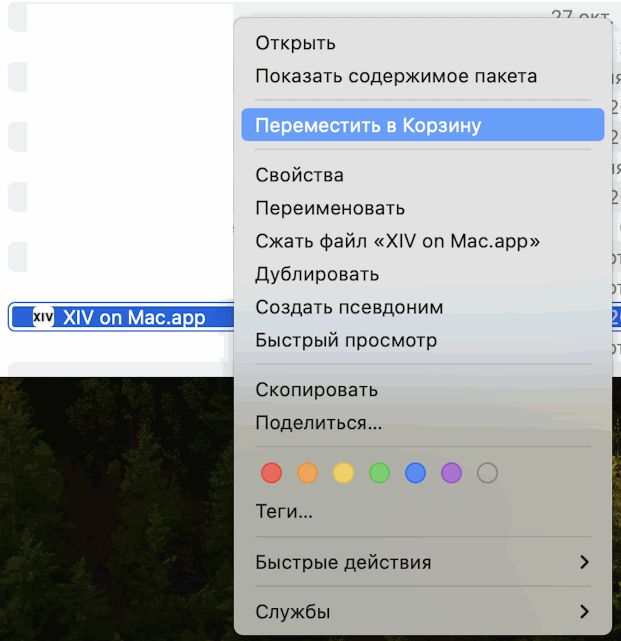 27 окт.
Открыть
Показать содержимое пакета
Переместить в Корзину
Свойства
Переименовать
Сжать файл «XIV on Mac.app»
Дублировать
XIV XIV on Mac.app
Создать псевдоним
Быстрый просмотр
Скопировать
Поделиться...
Теги...
Быстрые действия
Службы